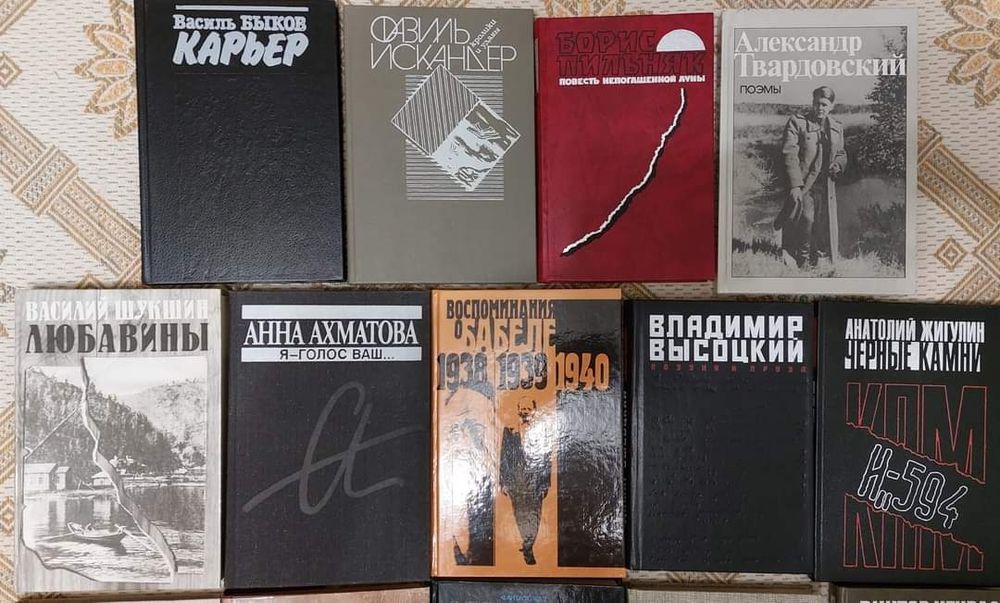 Василь БЫКОВ
КАРЬЕР
ФАЗИЛЬ
ИСКАНДЕР
кролики
и удавы
БОРИС
ПИЛЬНЯК
ПОВЕСТЬ НЕПОГАШЕННОЙ ЛУНЫ
Александр
Твардовский
ПОЭМЫ
ВАСИЛИЙ ШУКШИН
ЛЮБАВИНЫ
АННА АХМАТОВА
Я–ГОЛОС ВАШ...
ВОСПОМИНАНИЯ
О БАБЕЛЕ
1938 1939 1940
ВЛАДИМИР
ВЫСОЦКИЙ
ПОЭЗИЯ И ПРОЗА
АНАТОЛИЙ ЖИГУЛИН
ЧЕРНЫЕ КАМНИ
КПМ
И-594
КПМ